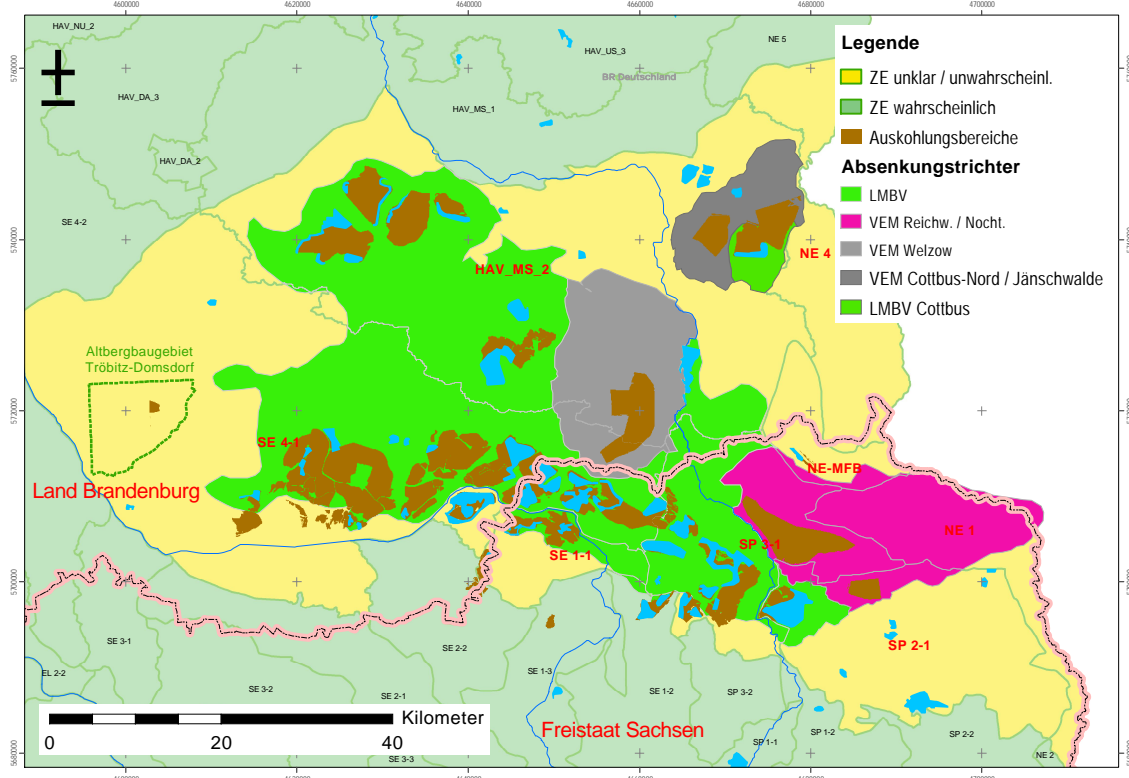 4600000 4620000 4640000 4660000 4680000 4700000
HAV_NU_2
HAV_US_3
NE 5
BR Deutschland
5760000
HAV_DA_3
HAV_MS_1
HAV_DA_2
SE 4-2
Legende
ZE unklar / unwahrscheinl.
ZE wahrscheinlich
Auskohlungsbereiche
Absenkungstrichter
LMBV
VEM Reichw. / Nocht.
VEM Welzow
VEM Cottbus-Nord / Jänschwalde
LMBV Cottbus
NE 4
HAV_MS_2
Altbergbaugebiet
Tröbitz-Domsdorf
5720000
SE 4-1
Land Brandenburg
NE-MFB
NE 1
SP 3-1
SE 1-1
5700000
SP 2-1
SE 3-1
SE 2-2
EL 2-2
SE 1-3
SE 3-2
SE 2-1
SE 1-2
SP 3-2
Kilometer
0 20 40
Freistaat Sachsen
SP 1-1
SP 1-2
SP 2-2
NE 2
SE 3-3
5680000
4620000 4640000 4660000 4680000 4700000